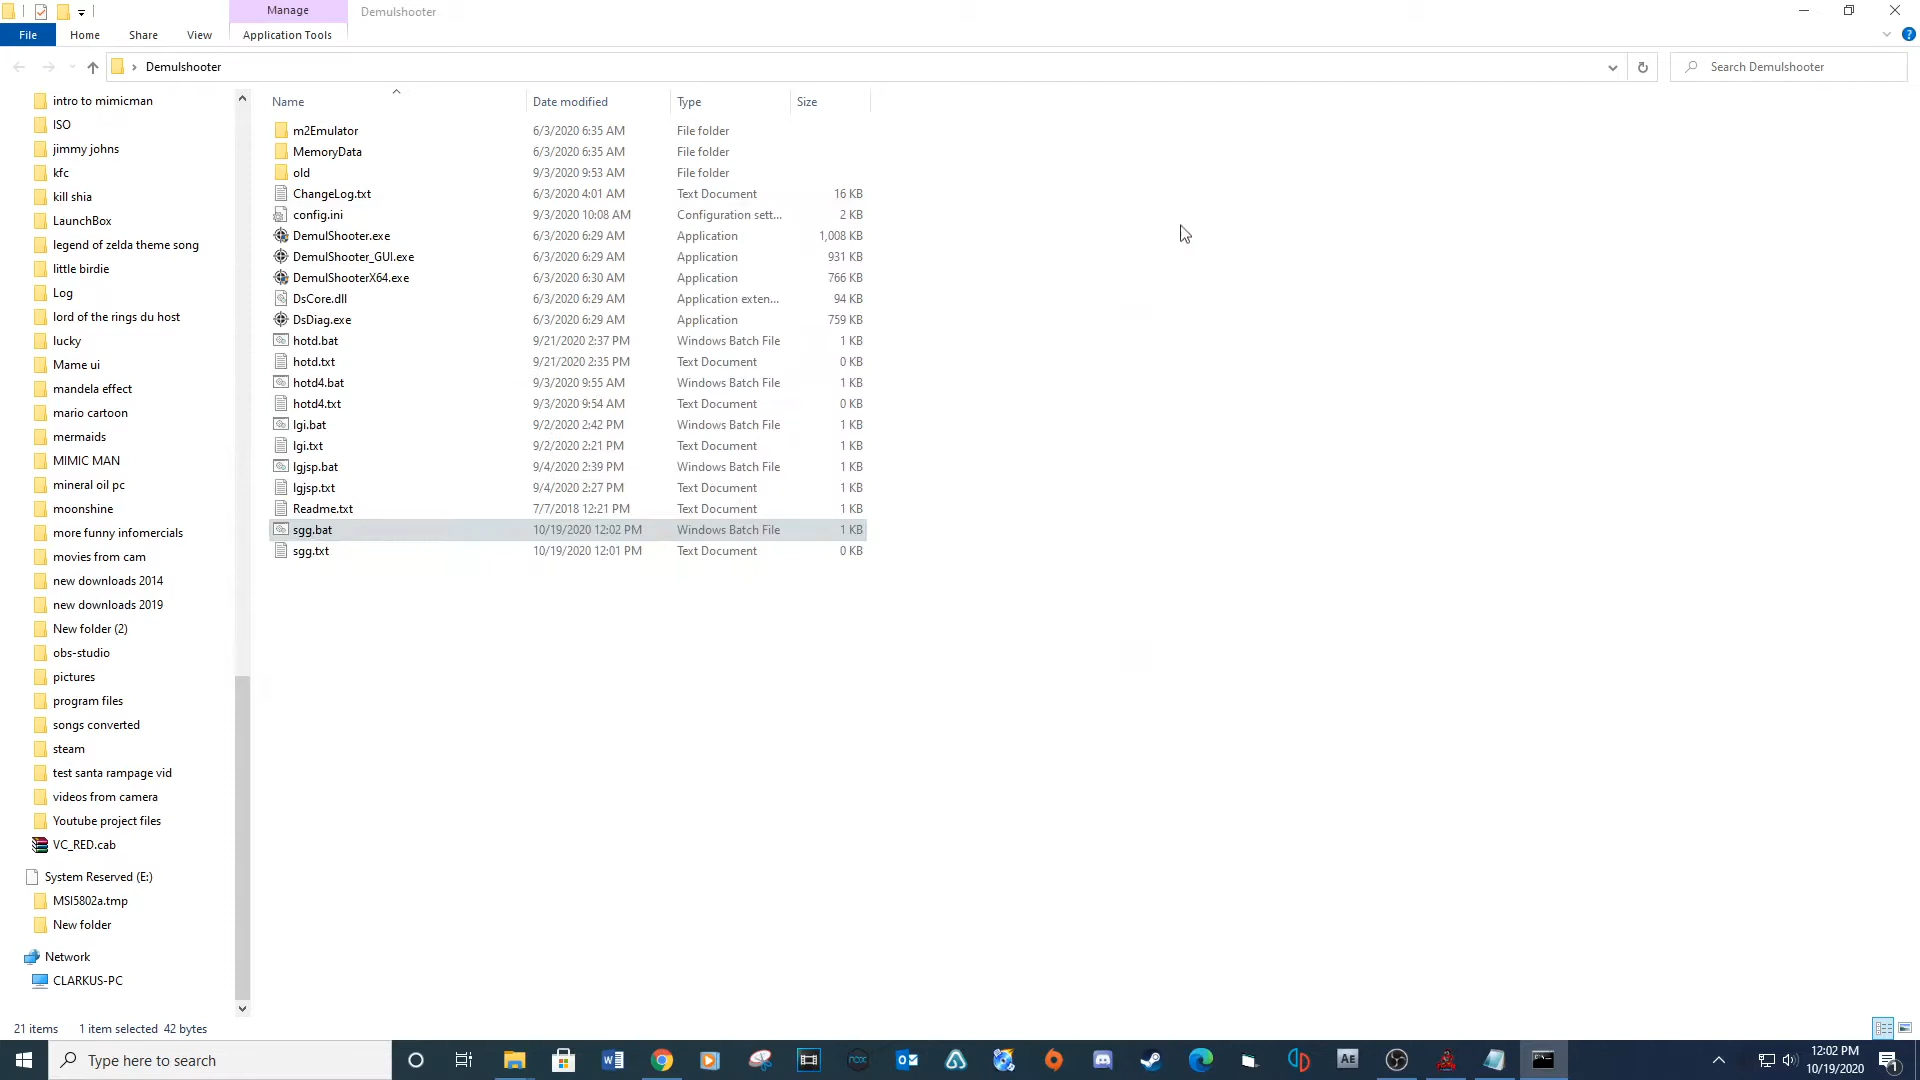 Manage
Demulshooter
File
Home
Share
View
Application Tools
Demulshooter
Search Demulshooter
intro to mimicman
ISO
jimmy johns
kfc
kill shia
LaunchBox
legend of zelda theme song
little birdie
Log
lord of the rings du host
lucky
Mame ui
mandela effect
mario cartoon
mermaids
MIMIC MAN
mineral oil pc
moonshine
more funny infomercials
movies from cam
new downloads 2014
new downloads 2019
New folder (2)
obs-studio
pictures
program files
songs converted
steam
test santa rampage vid
videos from camera
Youtube project files
VC_RED.cab
System Reserved (E:)
MSI5802a.tmp
New folder
Network
CLARKUS-PC
Name Date modified Type Size
m2Emulator 6/3/2020 6:35 AM File folder
MemoryData 6/3/2020 6:35 AM File folder
old 9/3/2020 9:53 AM File folder
ChangeLog.txt 6/3/2020 4:01 AM Text Document 16 KB
config.ini 9/3/2020 10:08 AM Configuration sett... 2 KB
DemulShooter.exe 6/3/2020 6:29 AM Application 1,008 KB
DemulShooter_GUI.exe 6/3/2020 6:29 AM Application 931 KB
DemulShooterX64.exe 6/3/2020 6:30 AM Application 766 KB
DsCore.dll 6/3/2020 6:29 AM Application exten... 94 KB
DsDiag.exe 6/3/2020 6:29 AM Application 759 KB
hotd.bat 9/21/2020 2:37 PM Windows Batch File 1 KB
hotd.txt 9/21/2020 2:35 PM Text Document 0 KB
hotd4.bat 9/3/2020 9:55 AM Windows Batch File 1 KB
hotd4.txt 9/3/2020 9:54 AM Text Document 0 KB
lgi.bat 9/2/2020 2:42 PM Windows Batch File 1 KB
lgi.txt 9/2/2020 2:21 PM Text Document 1 KB
lgjsp.bat 9/4/2020 2:39 PM Windows Batch File 1 KB
lgjsp.txt 9/4/2020 2:27 PM Text Document 1 KB
Readme.txt 7/7/2018 12:21 PM Text Document 1 KB
sgg.bat 10/19/2020 12:02 PM Windows Batch File 1 KB
sgg.txt 10/19/2020 12:01 PM Text Document 0 KB
21 items 1 item selected 42 bytes
Type here to search
nox
AE
12:02 PM
10/19/2020
1